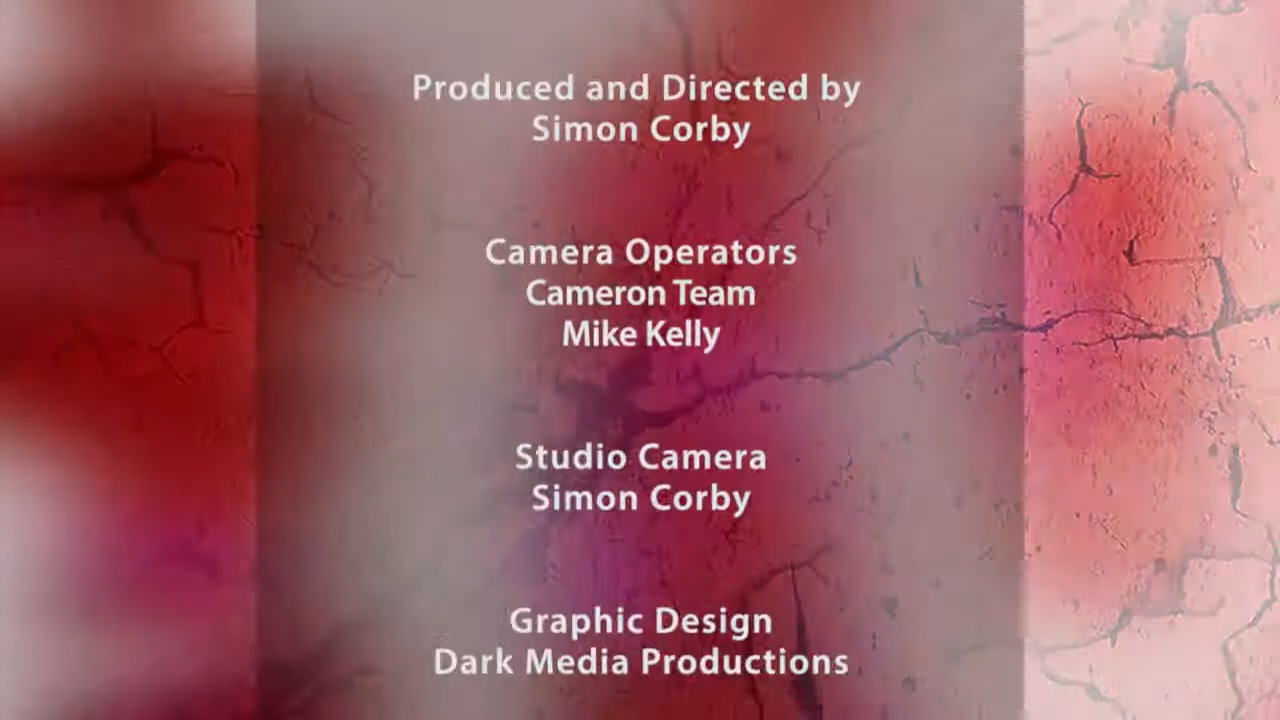 Produced and Directed by
Simon Corby
Camera Operators
Cameron Team
Mike Kelly
Studio Camera
Simon Corby
Graphic Design
Dark Media Productions